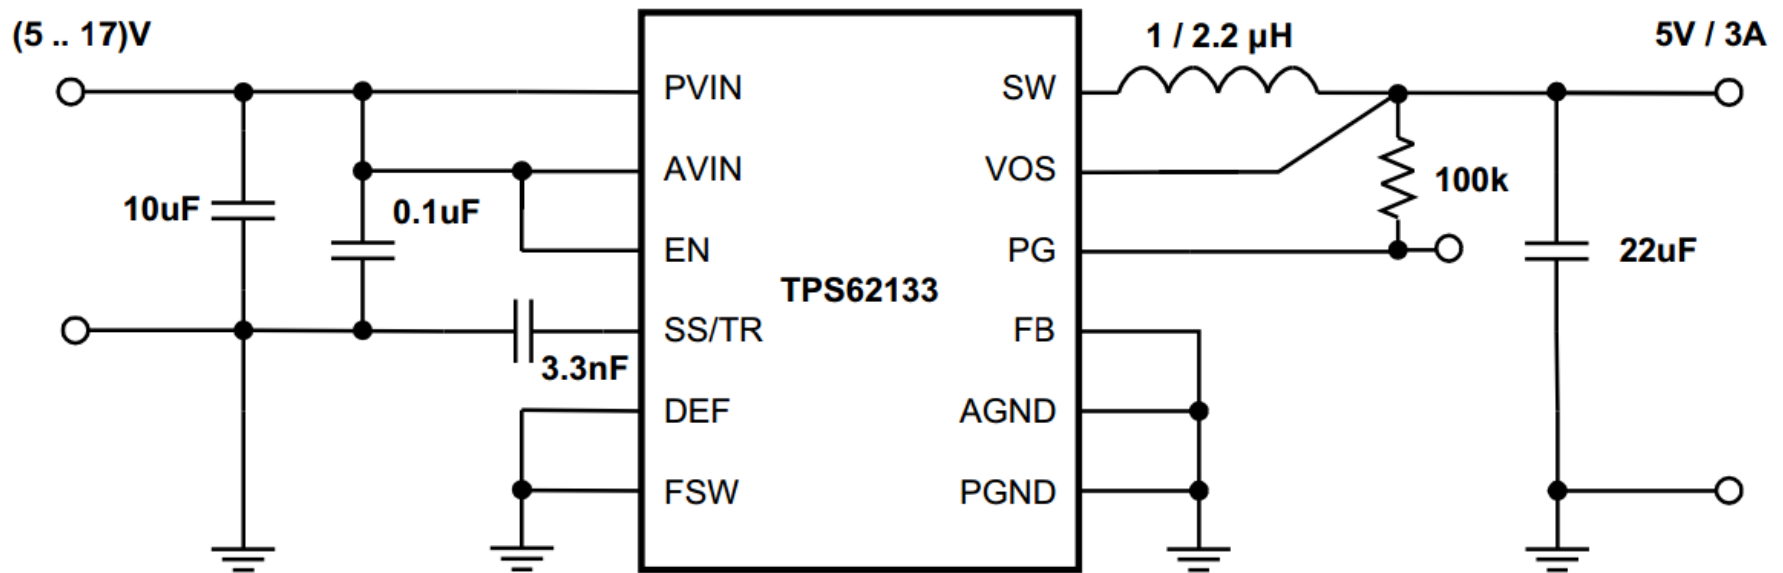 (5 .. 17)V
1 / 2.2 µH
5V / 3A
PVIN
SW
AVIN
VOS
100k
10uF
0.1uF
EN
PG
22uF
TPS62133
SS/TR
FB
3.3nF
DEF
AGND
FSW
PGND